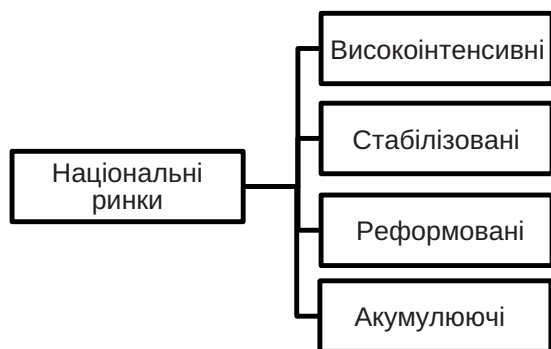 Національні
ринки
Високоінтенсивні
Стабілізовані
Реформовані
Акумулюючі